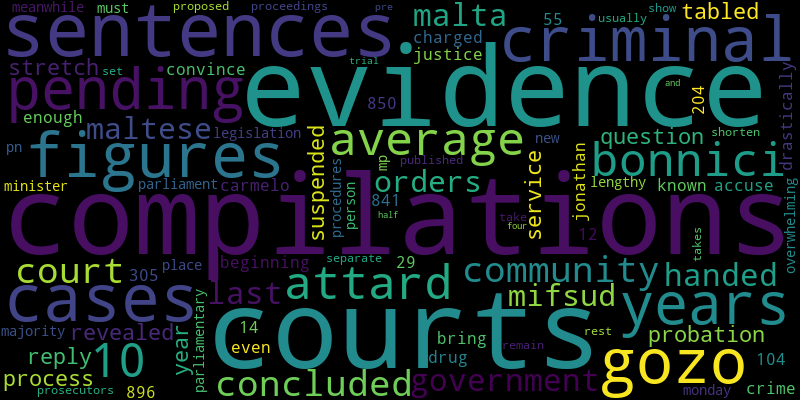 meanwhile must proposed proceedings pre malta 55 usually show tabled
sentences charged criminal
stretch set convince justice
pending evidence trial and 204 drastically
enough 850
maltese legislation average new question shorten
pn figures suspended procedures person mp published bonnici
minister parliament carmelo orders service jonathan lengthy known accuse overwhelming
compilations 841 half take four 12
court 305 place beginning separate 29 community takes handed
cases last attard mifsud years
majority revealed year parliamentary 14 courts bring rest probation
reply 10 even drug remain gozo 104
process prosecutors 896 concluded government monday crime